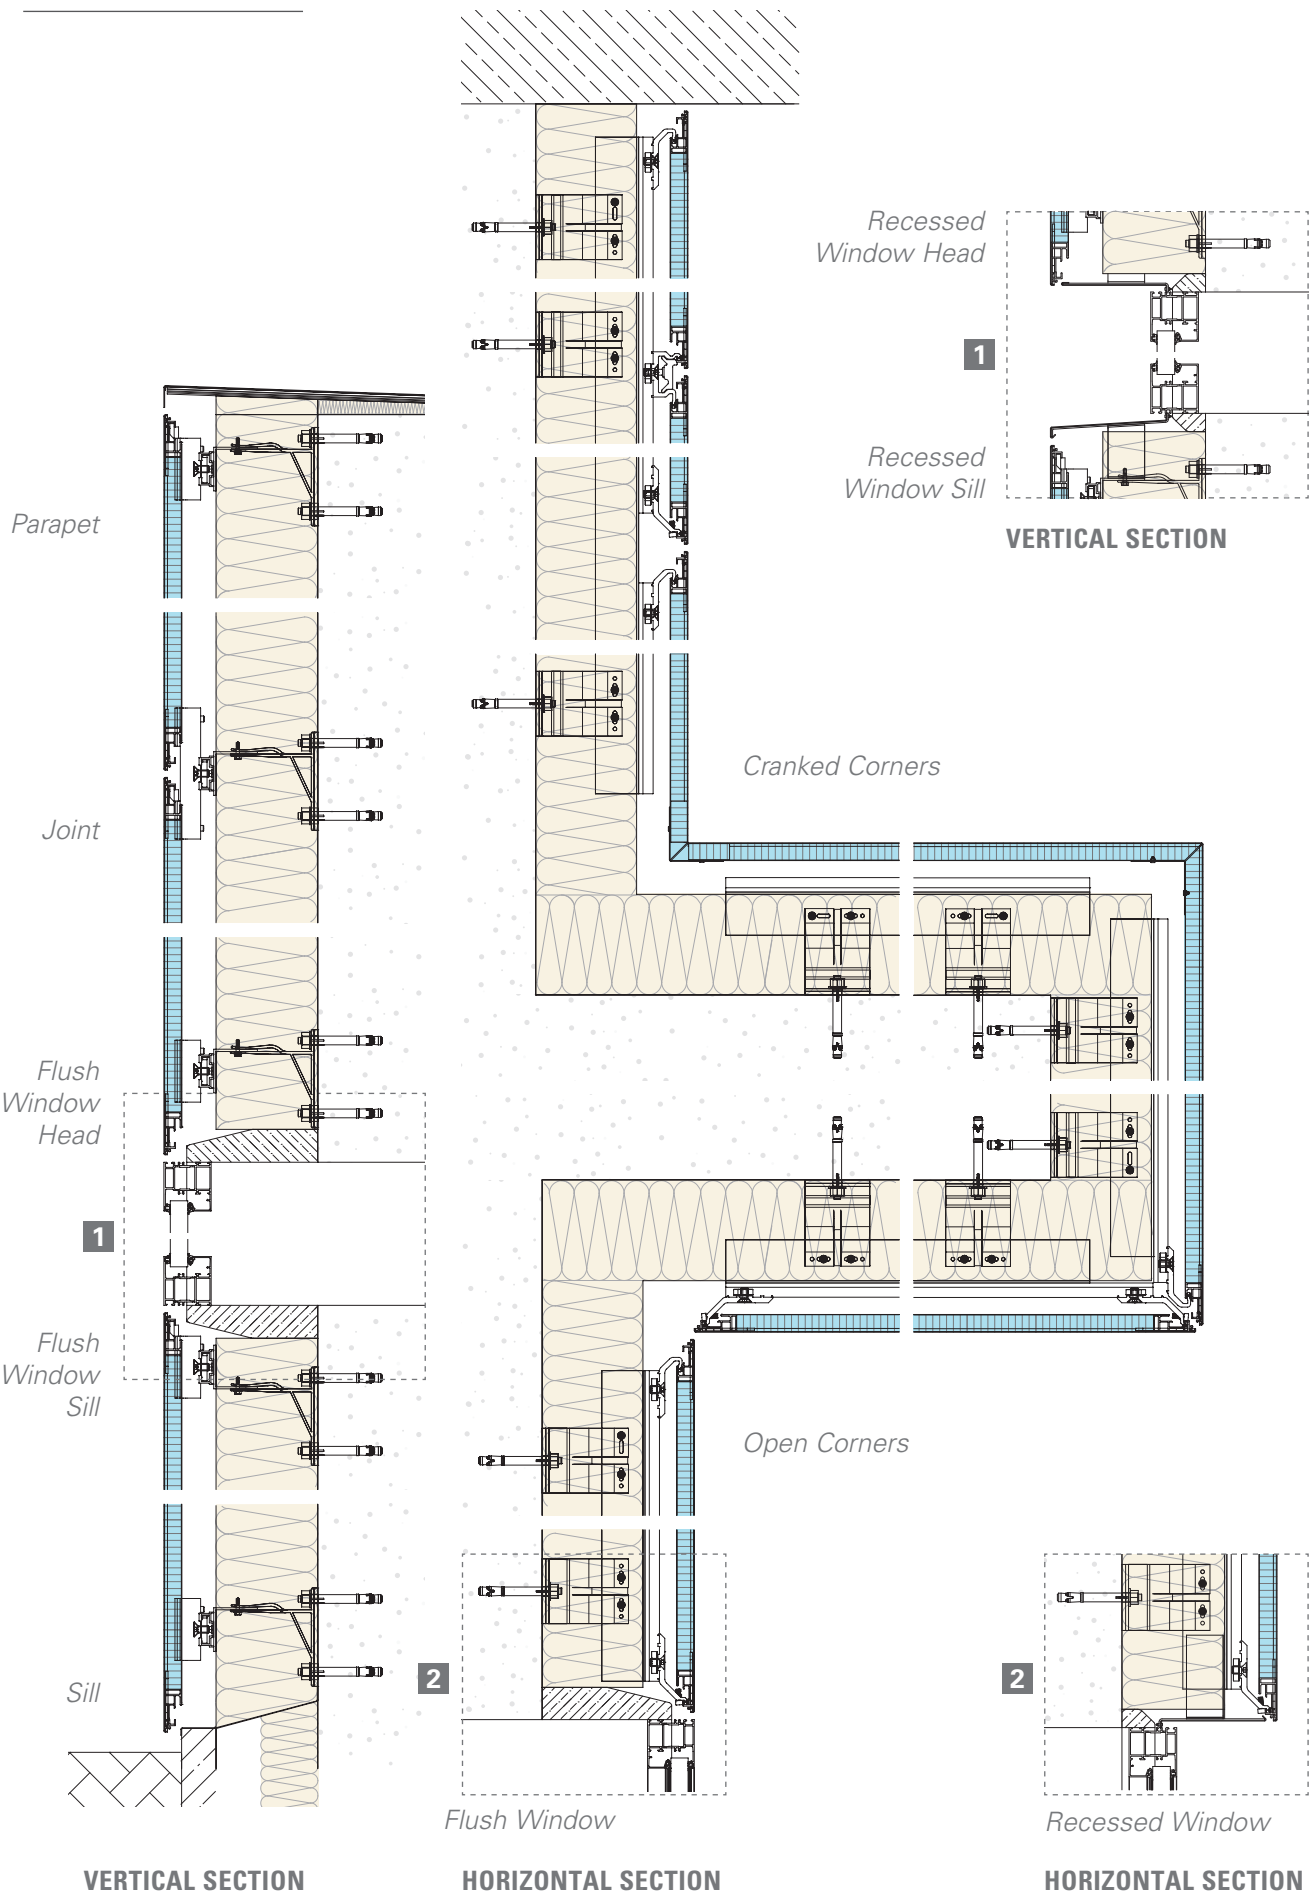 Recessed
Window Head
1
Recessed
Window Sill
VERTICAL SECTION
Parapet
Joint
Cranked Corners
Flush
Window
Head
1
Flush
Window
Sill
Open Corners
Sill
2
Flush Window
2
Recessed Window
VERTICAL SECTION
HORIZONTAL SECTION
HORIZONTAL SECTION